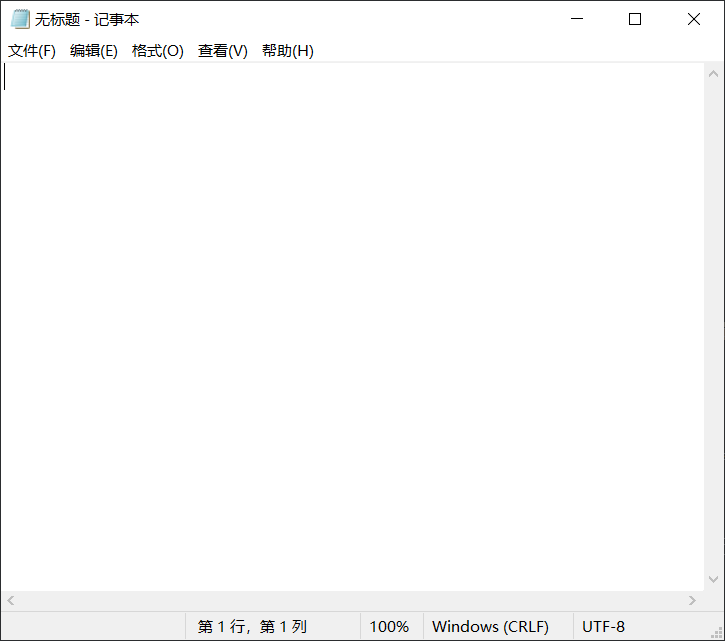 无标题 - 记事本
文件(F) 编辑(E) 格式(O) 查看(V) 帮助(H)
第 1 行，第 1 列 100% Windows (CRLF) UTF-8